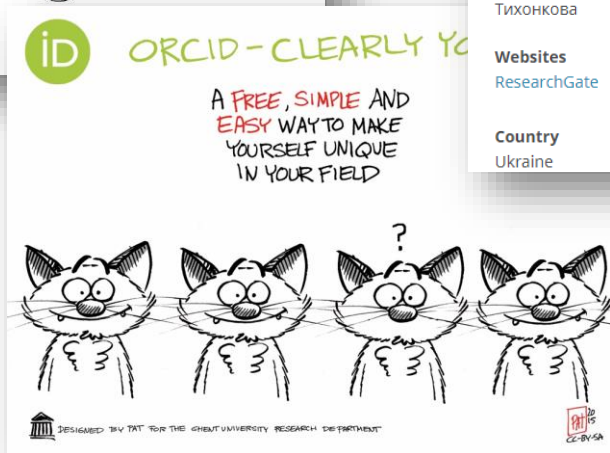 iD
ORCID - CLEARLY YO
A FREE, SIMPLE AND
EASY WAY TO MAKE
YOURSELF UNIQUE
IN YOUR FIELD
Тихонкова
Websites
ResearchGate
Country
Ukraine
?
DESIGNED BY PAT FOR THE GHENT UNIVERSITY RESEARCH DEPARTMENT
PAT 2015
CC-BY-SA